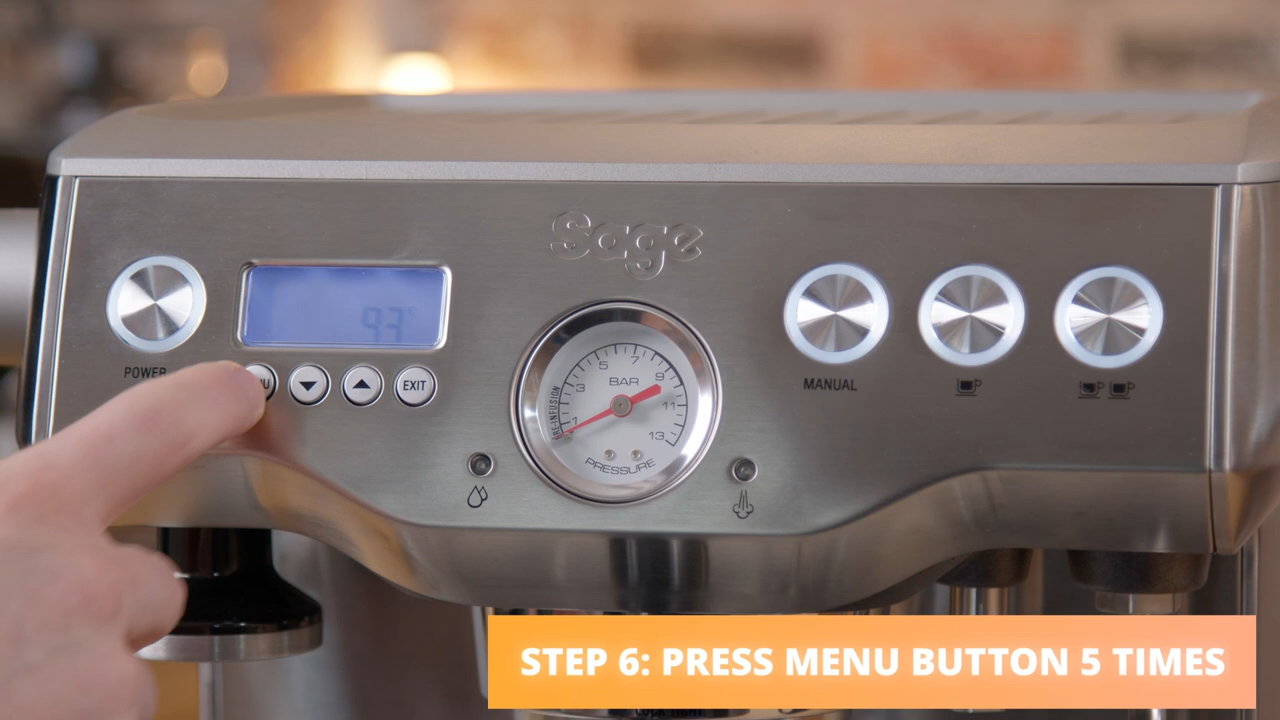 Sage
93°
POWER
EXIT
PRE-INFUSION
1
3
5
7
9
11
13
BAR
PRESSURE
MANUAL
STEP 6: PRESS MENU BUTTON 5 TIMES